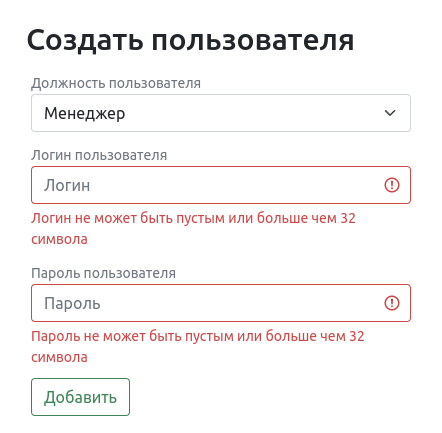 Создать пользователя
Должность пользователя
Менеджер
Логин пользователя
Логин
Логин не может быть пустым или больше чем 32
символа
Пароль пользователя
Пароль
Пароль не может быть пустым или больше чем 32
символа
Добавить